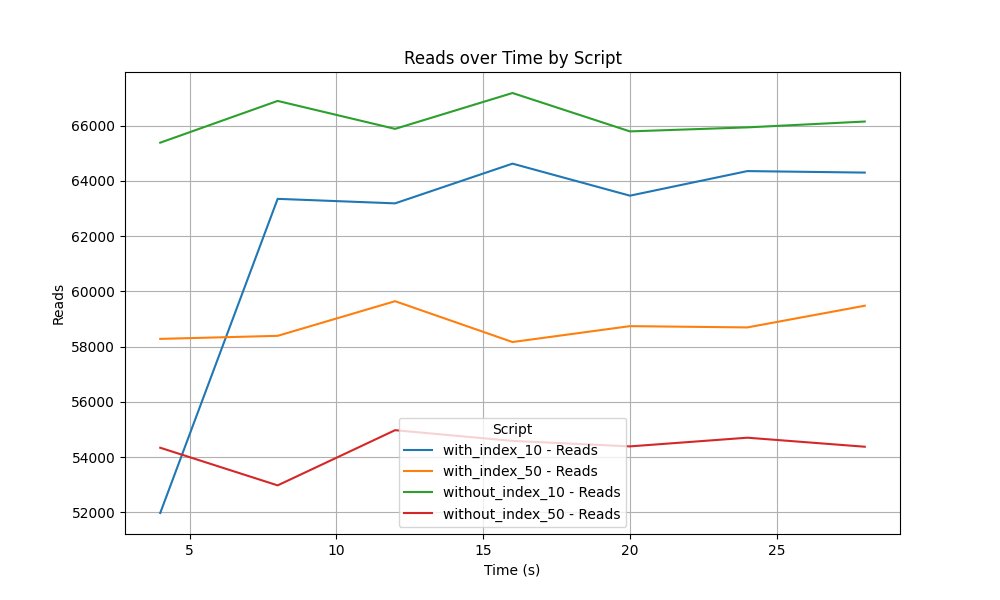 Reads over Time by Script
Reads
66000
64000
62000
60000
58000
56000
54000
52000
Script
with_index_10 - Reads
with_index_50 - Reads
without_index_10 - Reads
without_index_50 - Reads
5
10
15
20
25
Time (s)